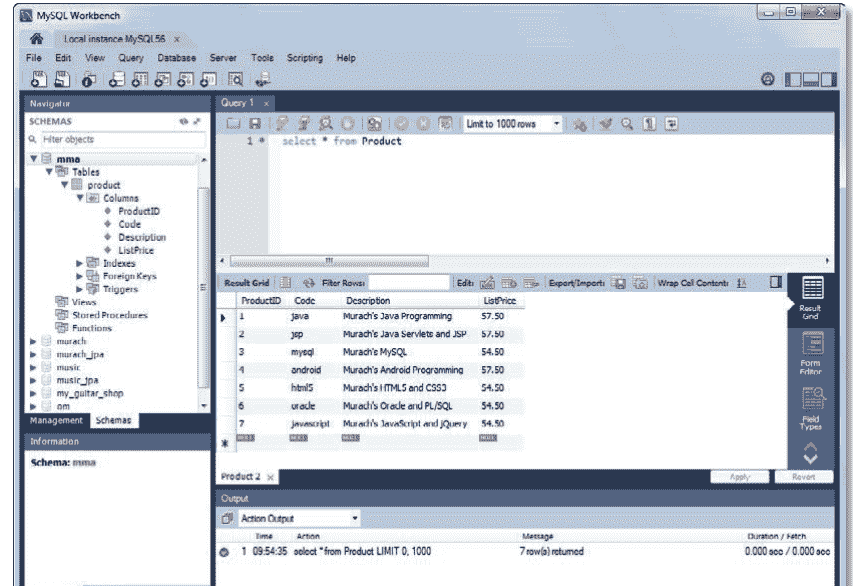 MySQL Workbench
Local instance MySQL56 ×
File Edit View Query Database Server Tools Scripting Help
Navigator
SCHEMAS
Filter objects
mma
Tables
product
Columns
ProductID
Code
Description
ListPrice
Indexes
Foreign Keys
Triggers
Views
Stored Procedures
Functions
murach
murach_jpa
music
music_jpa
my_guitar_shop
om
Management Schemas
Information
Schema: mma
Query 1 ×
Limit to 1000 rows
1 select * from Product
Result Grid Filter Rows: Edit: Export/Import: Wrap Cell Content:
ProductID Code Description ListPrice
1 java Murach's Java Programming 57.50
2 jsp Murach's Java Servlets and JSP 57.50
3 mysql Murach's MySQL 54.50
4 android Murach's Android Programming 57.50
5 html5 Murach's HTML5 and CSS3 54.50
6 oracle Murach's Oracle and PL/SQL 54.50
7 javascript Murach's JavaScript and jQuery 54.50
NULL NULL NULL NULL
Result Grid
Form Editor
Field Types
Product 2 ×
Apply Revert
Output
Action Output
Time Action Message Duration / Fetch
1 09:54:35 select * from Product LIMIT 0, 1000 7 row(s) returned 0.000 sec / 0.000 sec